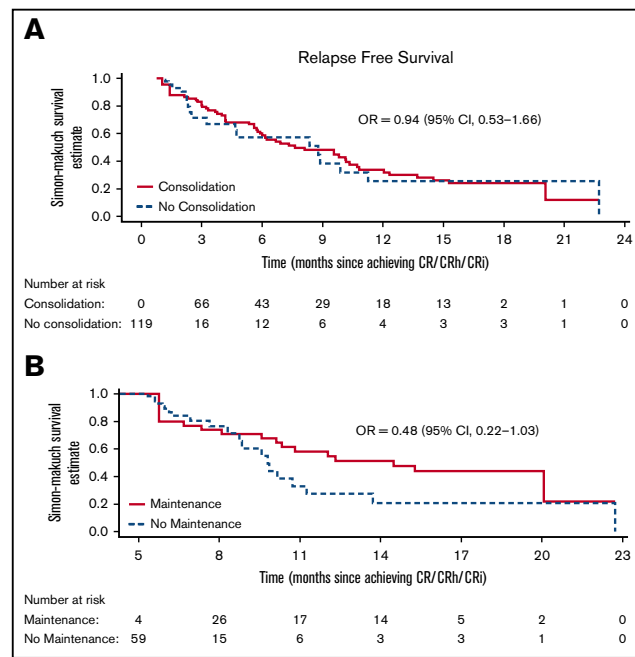 A
Relapse Free Survival
Simon-makuch survival
estimate
1.0
0.8
0.6
0.4
0.2
0.0
OR = 0.94 (95% CI, 0.53–1.66)
Consolidation
No Consolidation
0 3 6 9 12 15 18 21 24
Time (months since achieving CR/CRh/CRi)
Number at risk
Consolidation: 0 66 43 29 18 13 2 1 0
No consolidation: 119 16 12 6 4 3 3 1 0
B
Simon-makuch survival
estimate
1.0
0.8
0.6
0.4
0.2
0.0
OR = 0.48 (95% CI, 0.22–1.03)
Maintenance
No Maintenance
5 8 11 14 17 20 23
Time (months since achieving CR/CRh/CRi)
Number at risk
Maintenance: 4 26 17 14 5 2 0
No Maintenance: 59 15 6 3 3 1 0